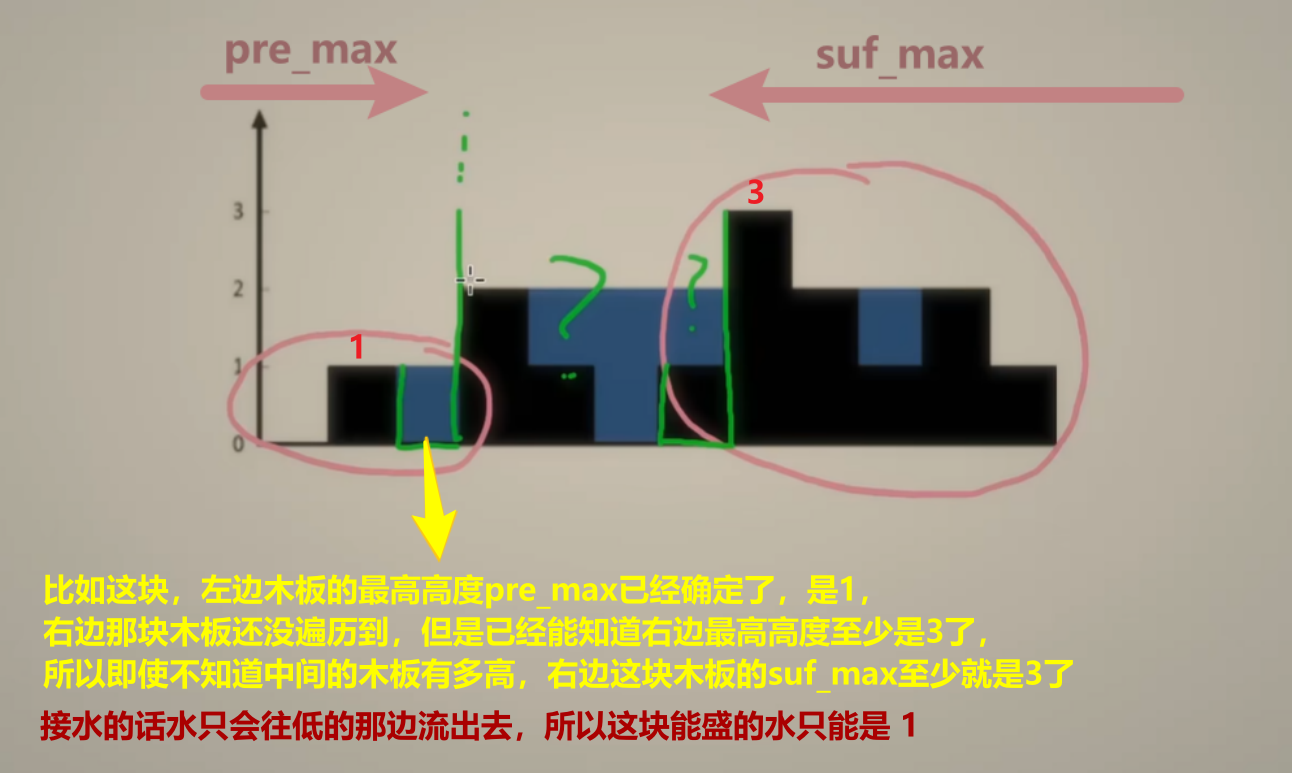 pre_max
suf_max
3
3
2
1
1
0
?
?
比如这块，左边木板的最高高度pre_max已经确定了，是1，
右边那块木板还没遍历到，但是已经能知道右边最高高度至少是3了，
所以即使不知道中间的木板有多高，右边这块木板的suf_max至少就是3了
接水的话水只会往低的那边流出去，所以这块能盛的水只能是 1